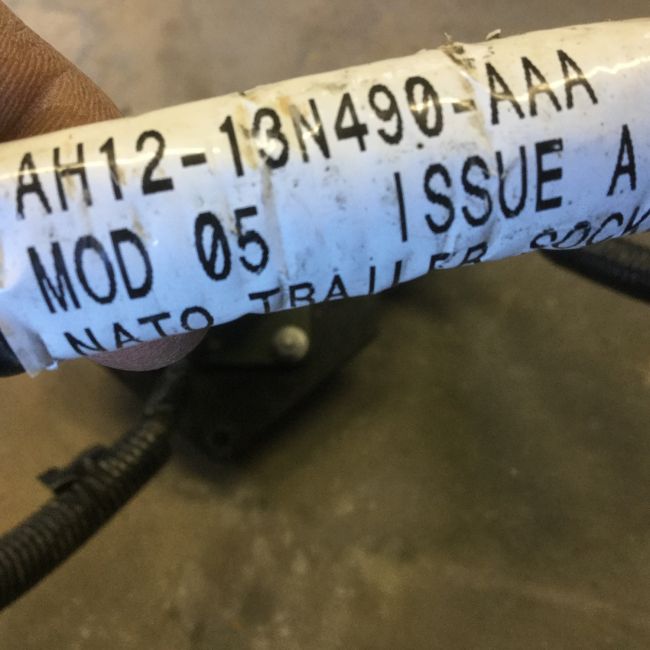 AH12-13N490-AAA
MOD 05 ISSUE A
NATO TRAILER